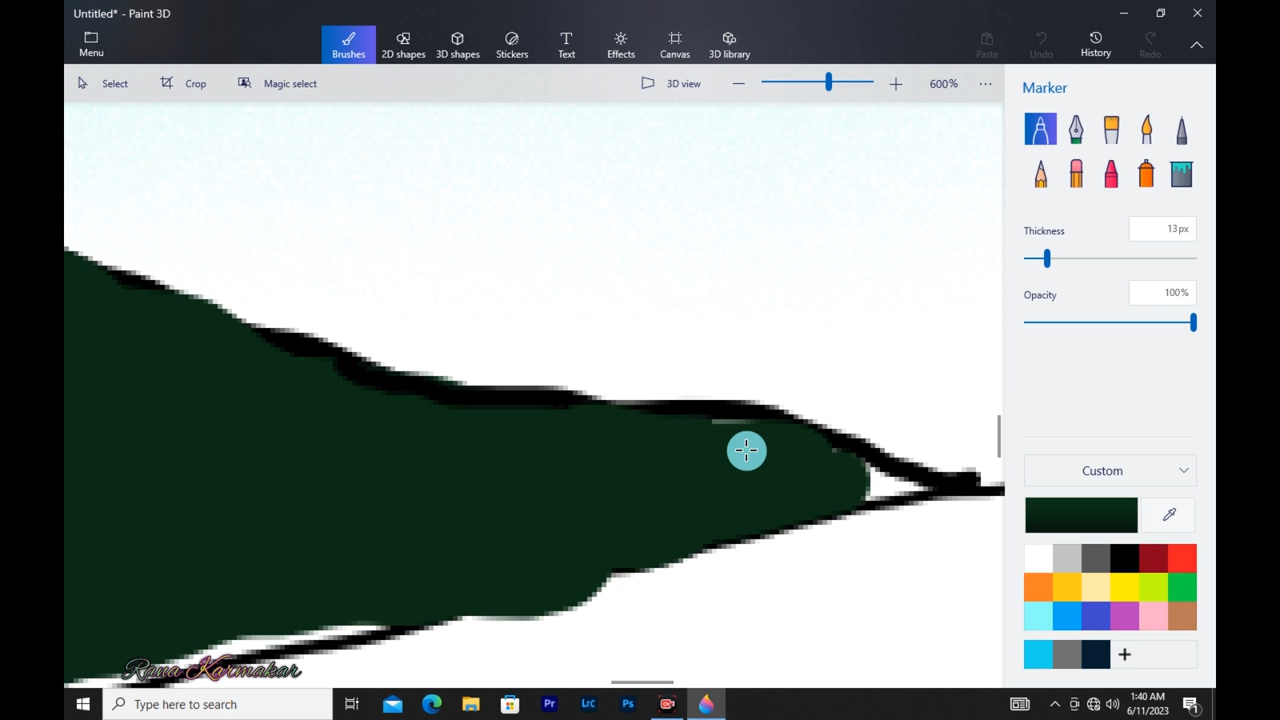 Untitled* - Paint 3D
Menu
Brushes
2D shapes
3D shapes
Stickers
Text
Effects
Canvas
3D library
Paste
Undo
History
Redo
Select
Crop
Magic select
3D view
600%
Marker
Thickness
13px
Opacity
100%
Custom
Rana Karmakar
Type here to search
Pr
Lrc
Ps
1:40 AM
6/11/2023
1